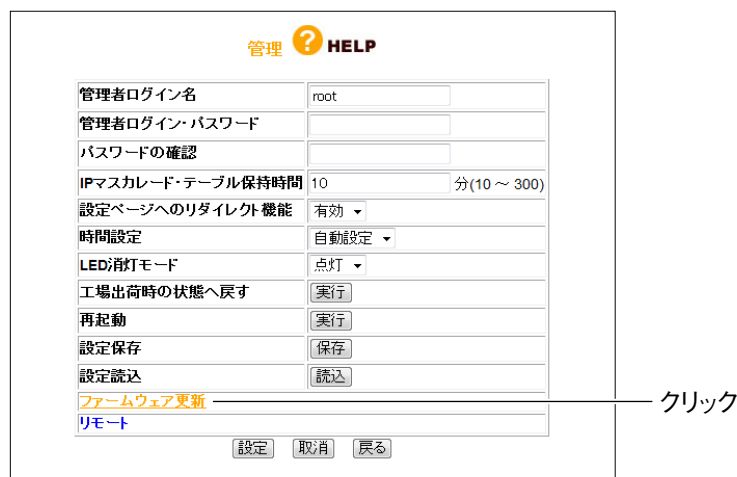 管理 ? HELP
管理者ログイン名 root
管理者ログイン・パスワード
パスワードの確認
IPマスカレード・テーブル保持時間 10 分(10 ～ 300)
設定ページへのリダイレクト機能 有効
時間設定 自動設定
LED消灯モード 点灯
工場出荷時の状態へ戻す 実行
再起動 実行
設定保存 保存
設定読込 読込
ファームウェア更新 クリック
リモート
設定 取消 戻る